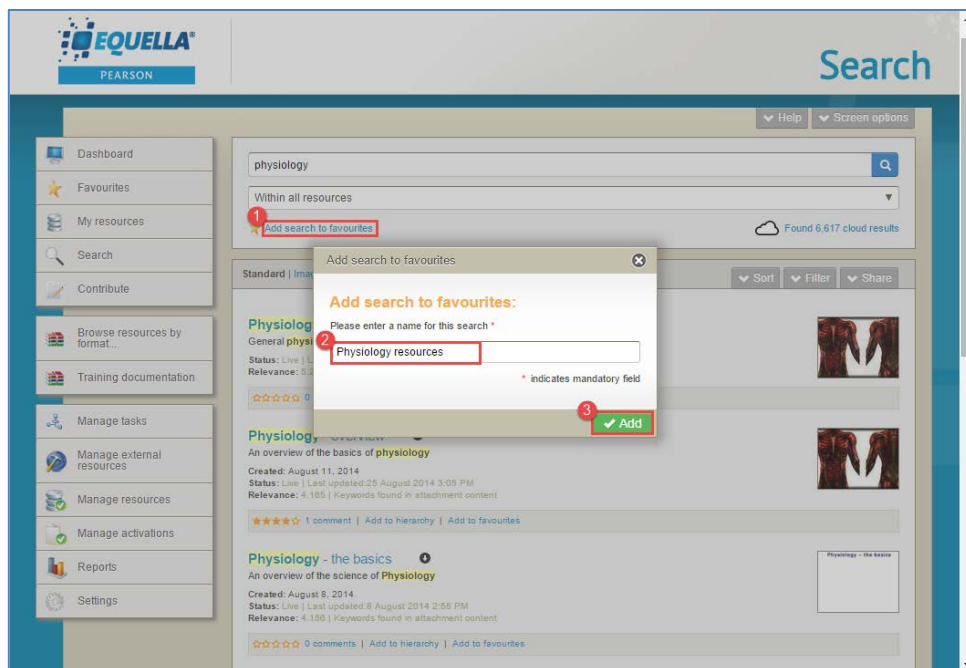 EQUELLA®
PEARSON
Search
Help
Screen options
Dashboard
Favourites
My resources
Search
Contribute
Browse resources by
format...
Training documentation
Manage tasks
Manage external
resources
Manage resources
Manage activations
Reports
Settings
physiology
Within all resources
1
Add search to favourites
Found 6,617 cloud results
Standard |
Sort
Filter
Share
Add search to favourites
Add search to favourites:
Please enter a name for this search *
2
Physiology resources
* indicates mandatory field
3
Add
General
Status: Live |
Relevance:
0
Physiology - overview
An overview of the basics of physiology
Created: August 11, 2014
Status: Live | Last updated:25 August 2014 3:05 PM
Relevance: 4.165 | Keywords found in attachment content
1 comment | Add to hierarchy | Add to favourites
Physiology - the basics
An overview of the science of Physiology
Created: August 8, 2014
Status: Live | Last updated:8 August 2014 2:55 PM
Relevance: 4.156 | Keywords found in attachment content
0 comments | Add to hierarchy | Add to favourites
Physiology - the basics